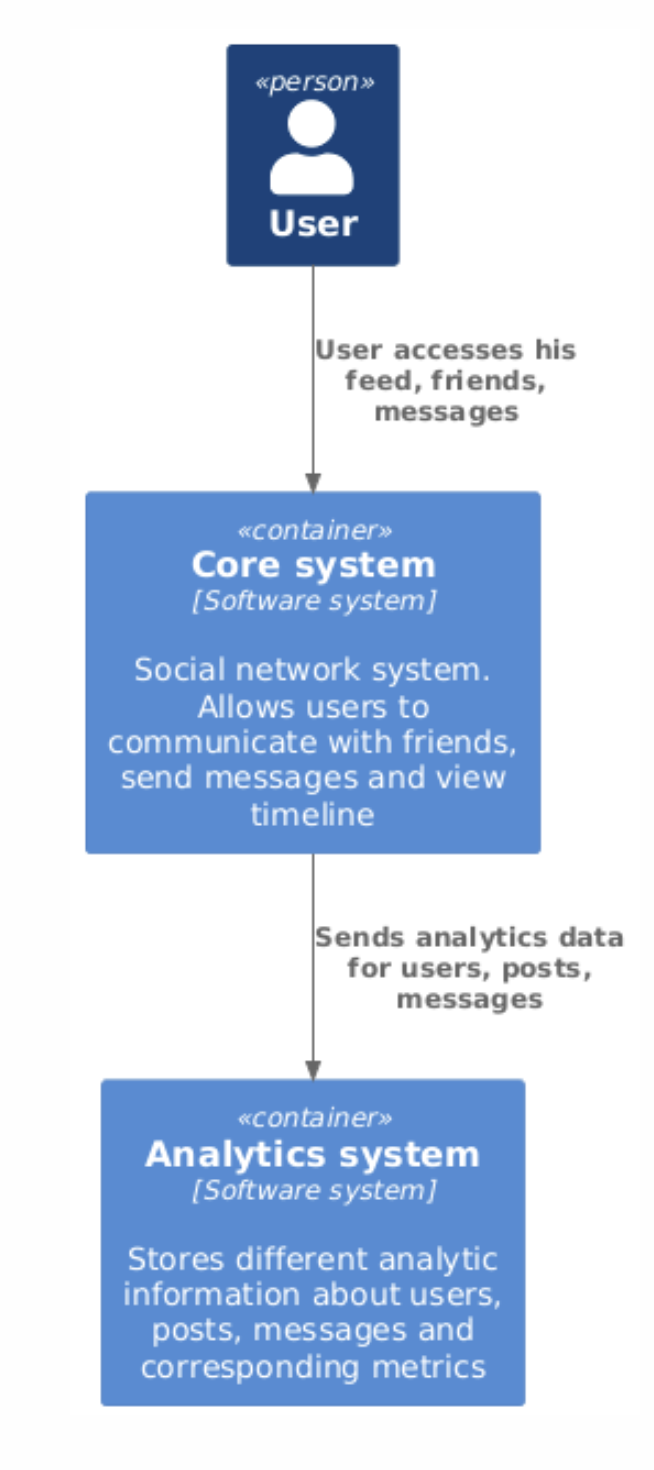 «person»
User
User accesses his
feed, friends,
messages
«container»
Core system
[Software system]
Social network system.
Allows users to
communicate with friends,
send messages and view
timeline
Sends analytics data
for users, posts,
messages
«container»
Analytics system
[Software system]
Stores different analytic
information about users,
posts, messages and
corresponding metrics